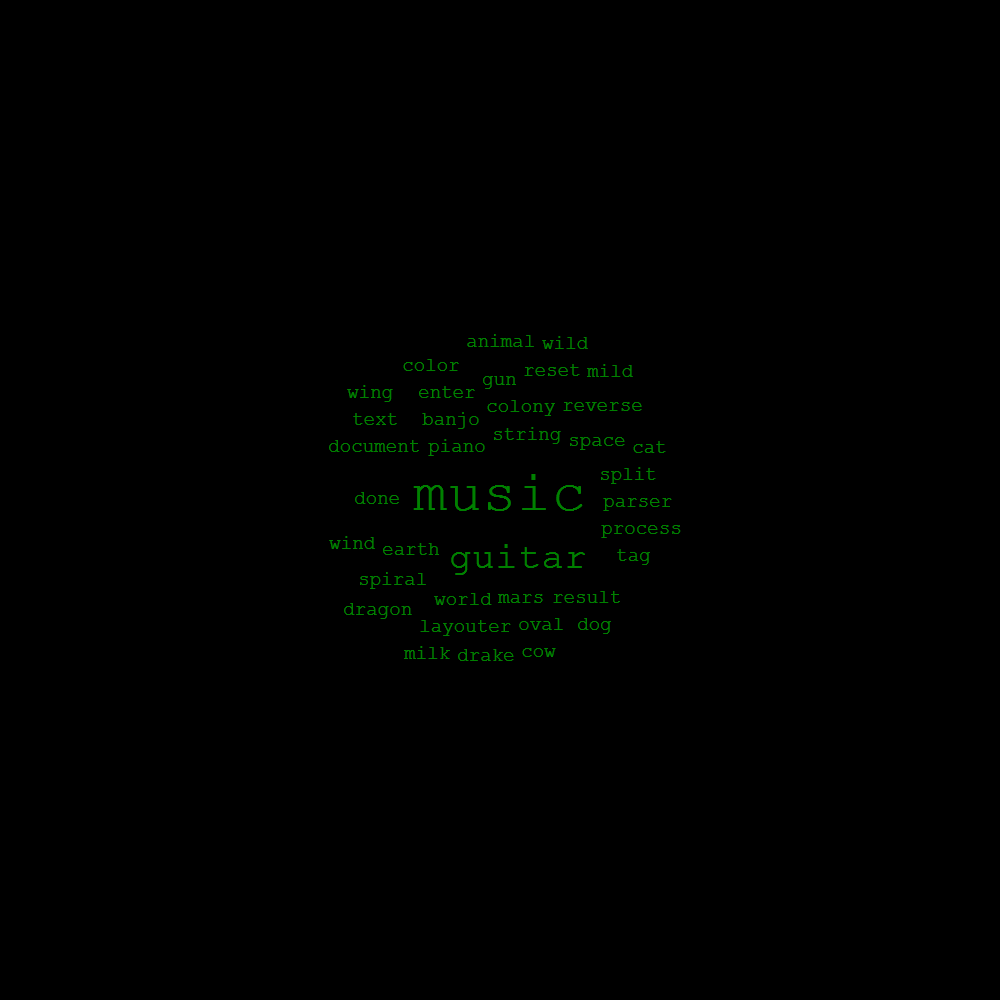 animal wild
color gun reset mild
wing enter colony reverse
text banjo string space cat
document piano
split
done music parser
process
wind earth guitar tag
spiral
dragon world mars result
layouter oval dog
milk drake cow